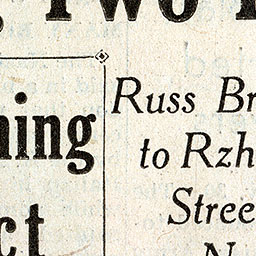 , Two
ning
ct
Russ Br
to Rzh
Stree